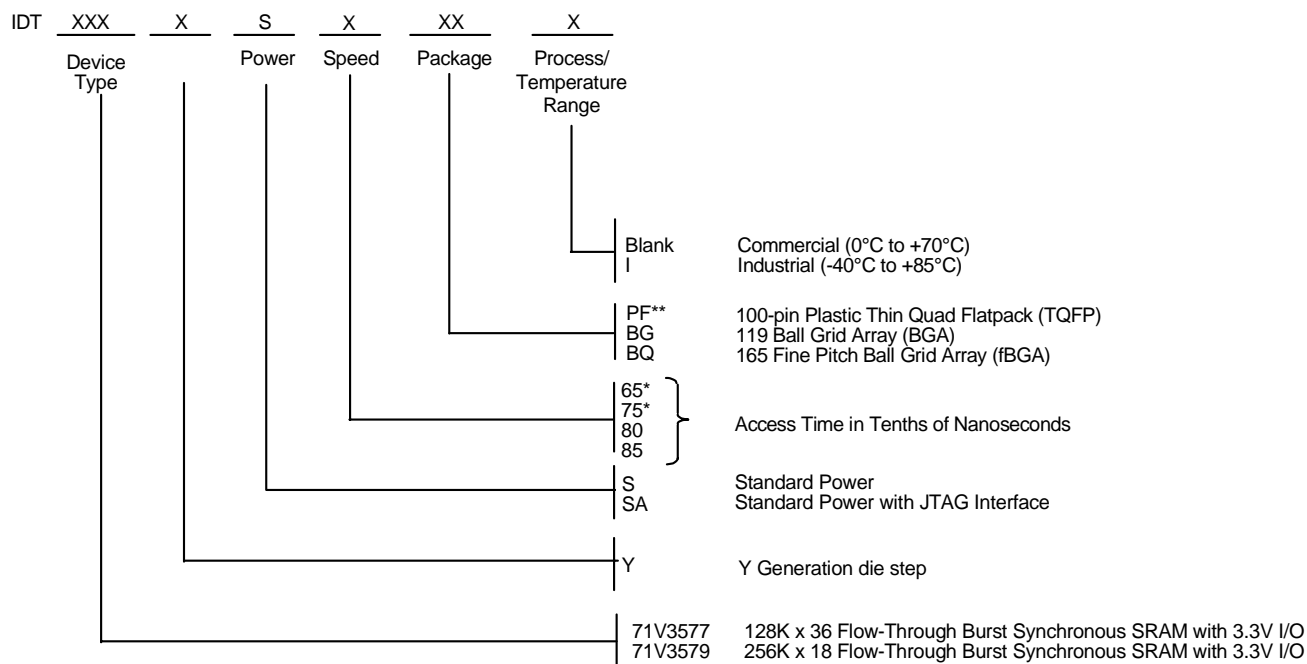 IDT XXX X S X XX X
Device Type Power Speed Package Process/ Temperature Range
Blank Commercial (0°C to +70°C)
I Industrial (-40°C to +85°C)
PF** 100-pin Plastic Thin Quad Flatpack (TQFP)
BG 119 Ball Grid Array (BGA)
BQ 165 Fine Pitch Ball Grid Array (fBGA)
65*
75*
Access Time in Tenths of Nanoseconds
80
85
S Standard Power
SA Standard Power with JTAG Interface
Y Y Generation die step
71V3577 128K x 36 Flow-Through Burst Synchronous SRAM with 3.3V I/O
71V3579 256K x 18 Flow-Through Burst Synchronous SRAM with 3.3V I/O